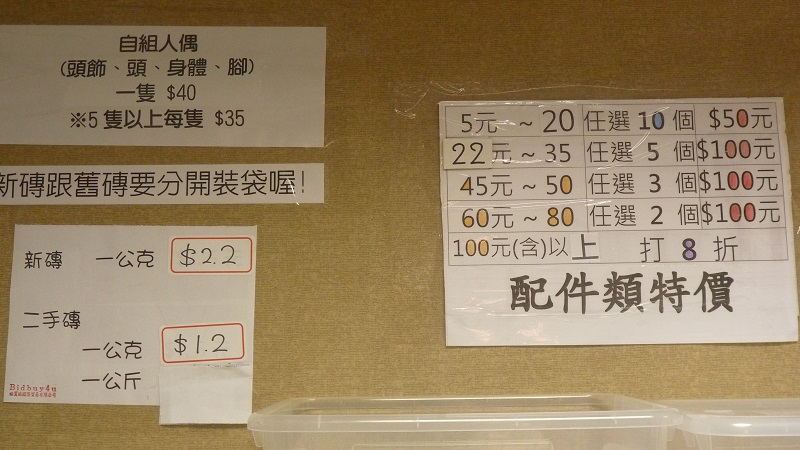 自組人偶
(頭飾、頭、身體、腳)
一隻 $40
※5 隻以上每隻 $35
新磚跟舊磚要分開裝袋喔!
新磚 一公克 $2.2
二手磚
一公克 $1.2
一公斤
Bidbuy4u
5元 ~ 20 任選 10 個 $50元
22元 ~ 35 任選 5 個 $100元
45元 ~ 50 任選 3 個 $100元
60元 ~ 80 任選 2 個 $100元
100元(含)以上 打 8 折
配件類特價